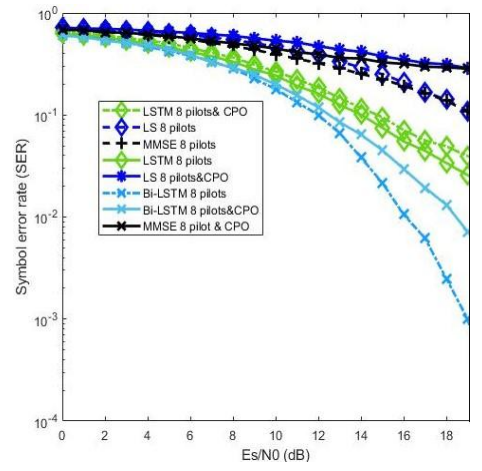 10^0
10^-1
10^-2
10^-3
10^-4
Symbol error rate (SER)
LSTM 8 pilots& CPO
LS 8 pilots
MMSE 8 pilots
LSTM 8 pilots
LS 8 pilots&CPO
Bi-LSTM 8 pilots
Bi-LSTM 8 pilots&CPO
MMSE 8 pilot & CPO
0 2 4 6 8 10 12 14 16 18
Es/N0 (dB)